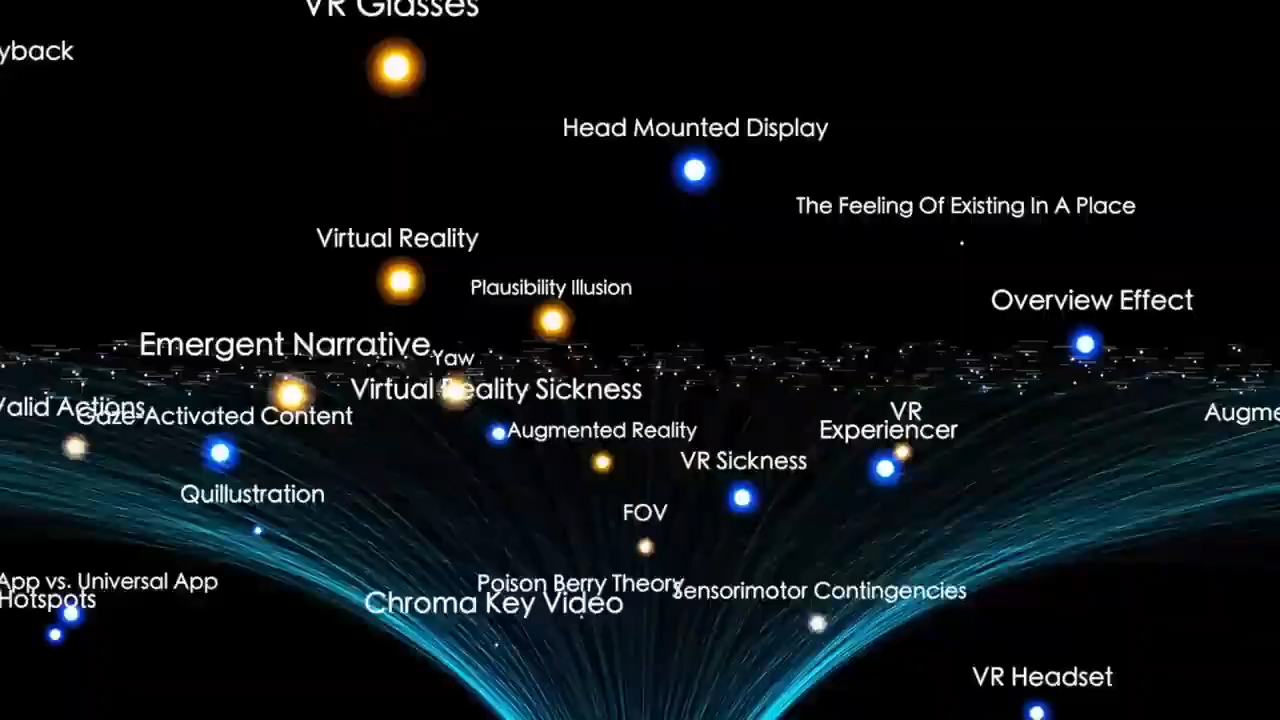 VR Glasses
yback
Head Mounted Display
The Feeling Of Existing In A Place
Virtual Reality
Plausibility Illusion
Overview Effect
Emergent Narrative
Yaw
Virtual Reality Sickness
Valid Actions
Gaze-Activated Content
VR
Experiencer
Augme
Augmented Reality
VR Sickness
Quillustration
FOV
App vs. Universal App
Hotspots
Poison Berry Theory
Chroma Key Video
Sensorimotor Contingencies
VR Headset